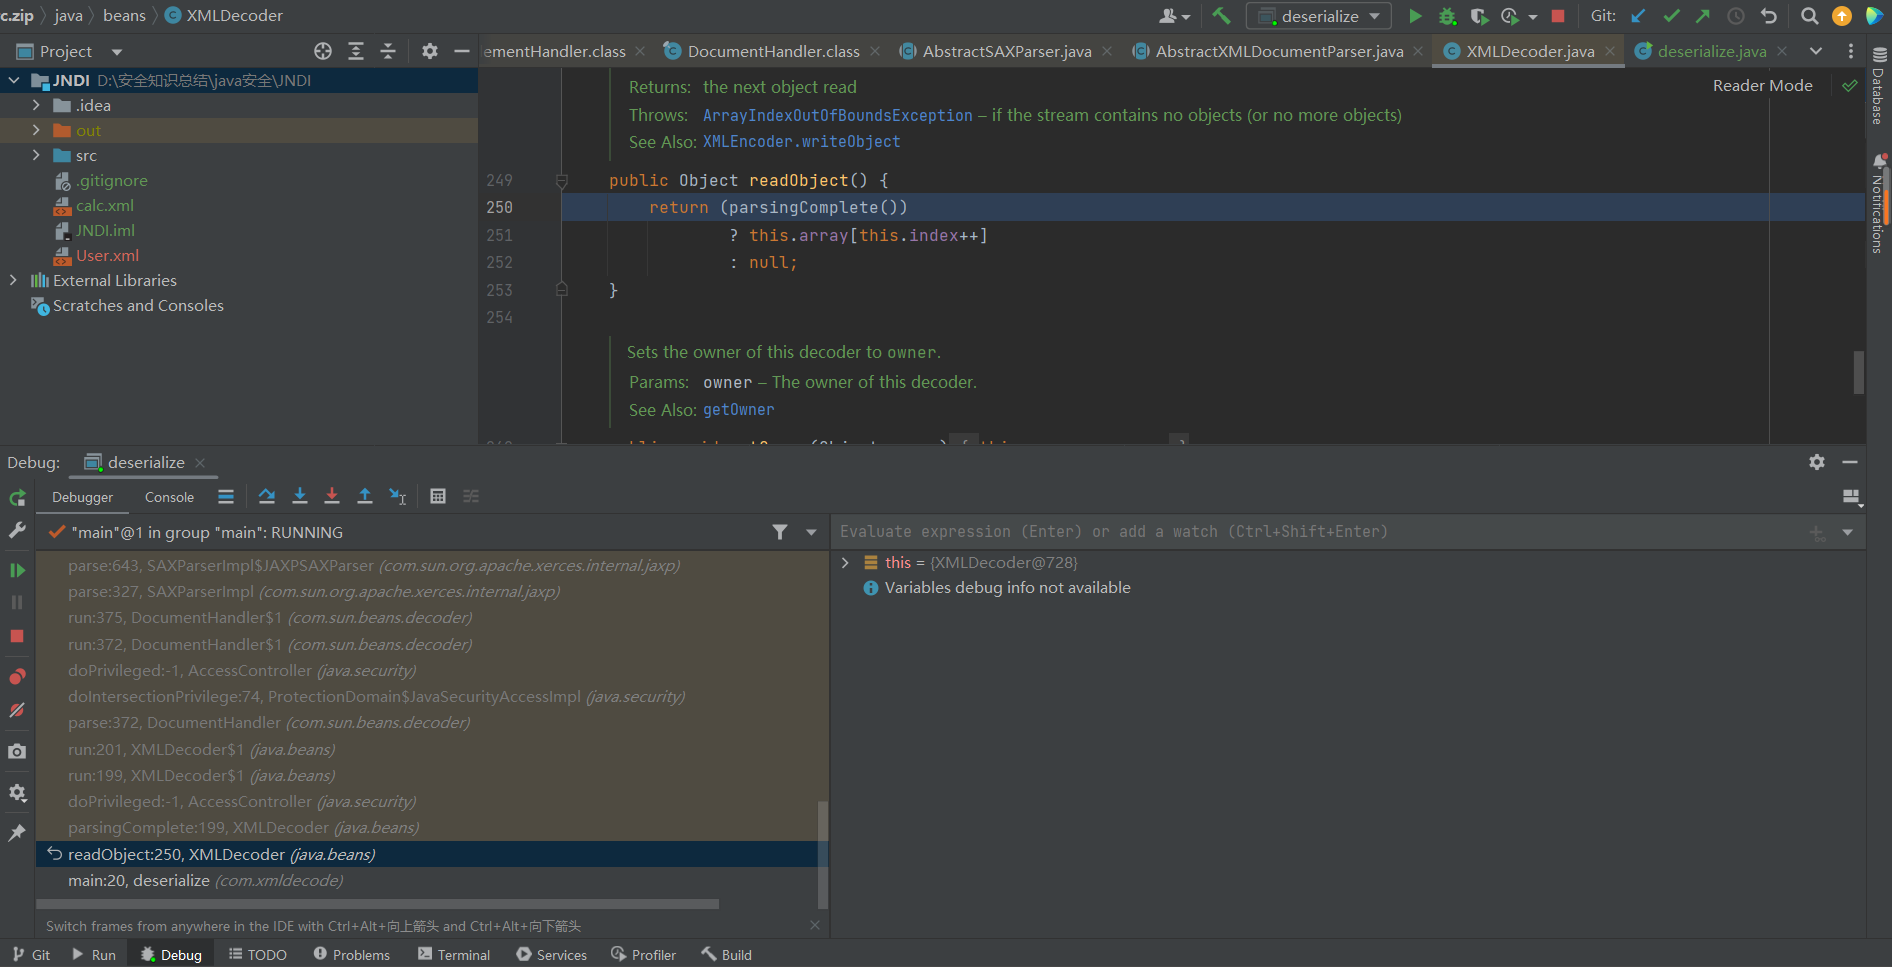 c.zip › java › beans › XMLDecoder
deserialize
Git:
Project
ementHandler.class
DocumentHandler.class
AbstractSAXParser.java
AbstractXMLDocumentParser.java
XMLDecoder.java
deserialize.java
JNDI D:\安全知识总结\java安全\JNDI
.idea
out
src
.gitignore
calc.xml
JNDI.iml
User.xml
External Libraries
Scratches and Consoles
Reader Mode
Database
Notifications
Returns: the next object read
Throws: ArrayIndexOutOfBoundsException – if the stream contains no objects (or no more objects)
See Also: XMLEncoder.writeObject
249 public Object readObject() {
250 return (parsingComplete())
251 ? this.array[this.index++]
252 : null;
253 }
254
Sets the owner of this decoder to owner.
Params: owner – The owner of this decoder.
See Also: getOwner
Debug: deserialize
Debugger
Console
"main"@1 in group "main": RUNNING
parse:643, SAXParserImpl$JAXPSAXParser (com.sun.org.apache.xerces.internal.jaxp)
parse:327, SAXParserImpl (com.sun.org.apache.xerces.internal.jaxp)
run:375, DocumentHandler$1 (com.sun.beans.decoder)
run:372, DocumentHandler$1 (com.sun.beans.decoder)
doPrivileged:-1, AccessController (java.security)
doIntersectionPrivilege:74, ProtectionDomain$JavaSecurityAccessImpl (java.security)
parse:372, DocumentHandler (com.sun.beans.decoder)
run:201, XMLDecoder$1 (java.beans)
run:199, XMLDecoder$1 (java.beans)
doPrivileged:-1, AccessController (java.security)
parsingComplete:199, XMLDecoder (java.beans)
readObject:250, XMLDecoder (java.beans)
main:20, deserialize (com.xmldecode)
Switch frames from anywhere in the IDE with Ctrl+Alt+向上箭头 and Ctrl+Alt+向下箭头
Evaluate expression (Enter) or add a watch (Ctrl+Shift+Enter)
this = {XMLDecoder@728}
Variables debug info not available
Git
Run
Debug
TODO
Problems
Terminal
Services
Profiler
Build